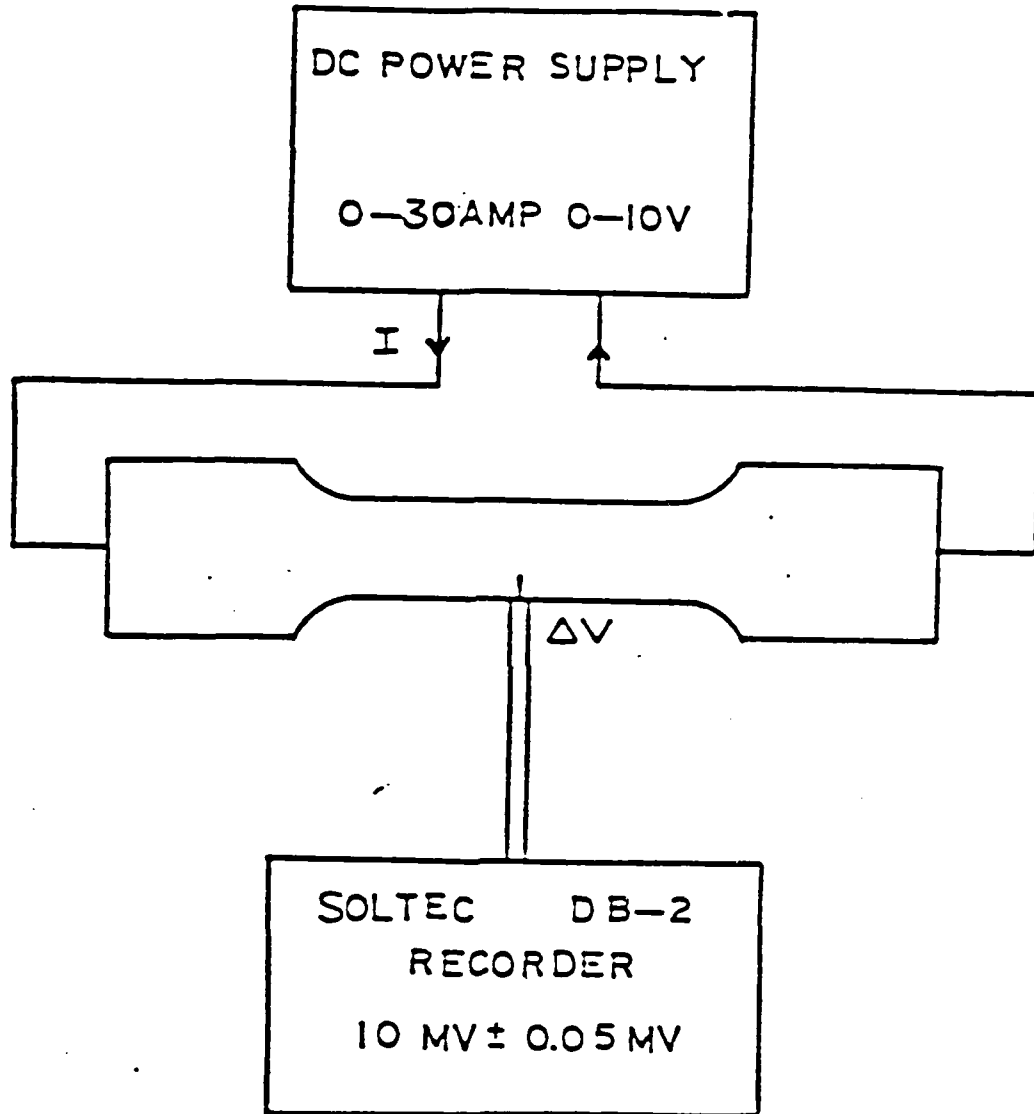 DC POWER SUPPLY
0-30AMP 0-10V
I
ΔV
SOLTEC DB-2
RECORDER
10 MV ± 0.05 MV